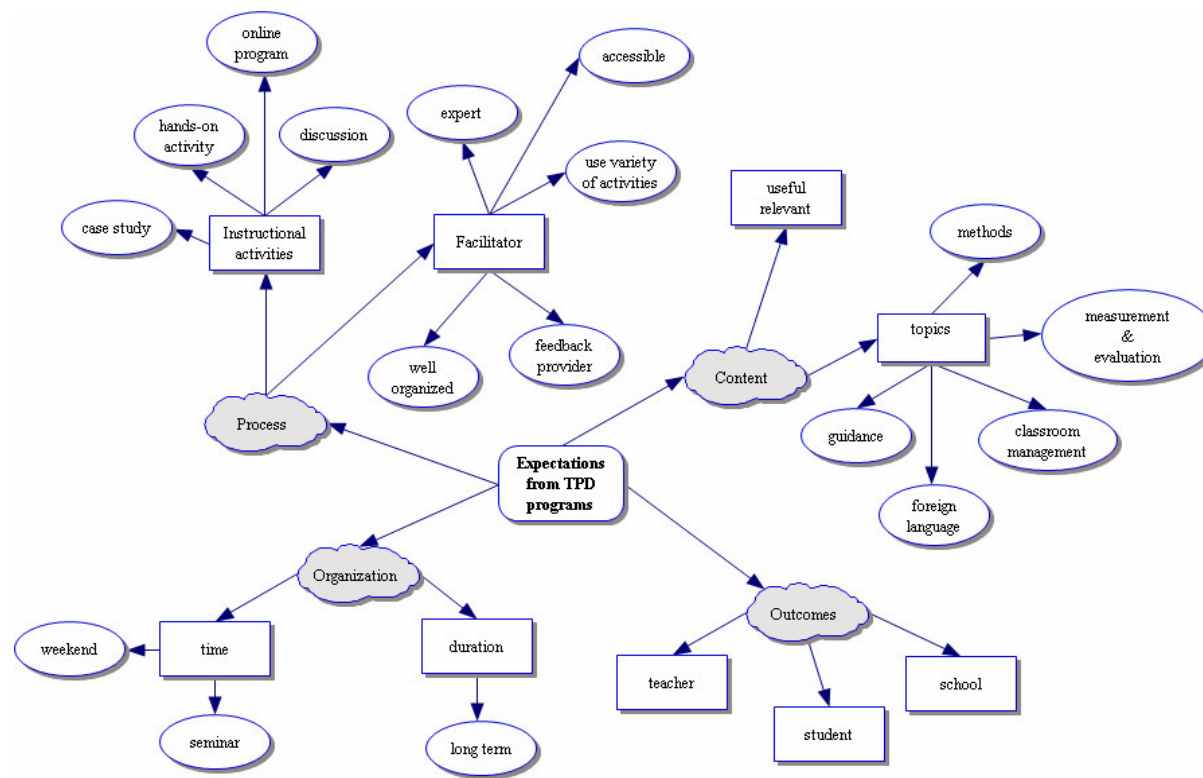 online
program
accessible
expert
hands-on
activity
discussion
use variety
of activities
useful
relevant
case study
Instructional
activities
Facilitator
methods
topics
measurement
&
evaluation
well
organized
feedback
provider
Content
Process
guidance
classroom
management
Expectations
from TPD
programs
foreign
language
Organization
Outcomes
weekend
time
duration
teacher
school
seminar
long term
student